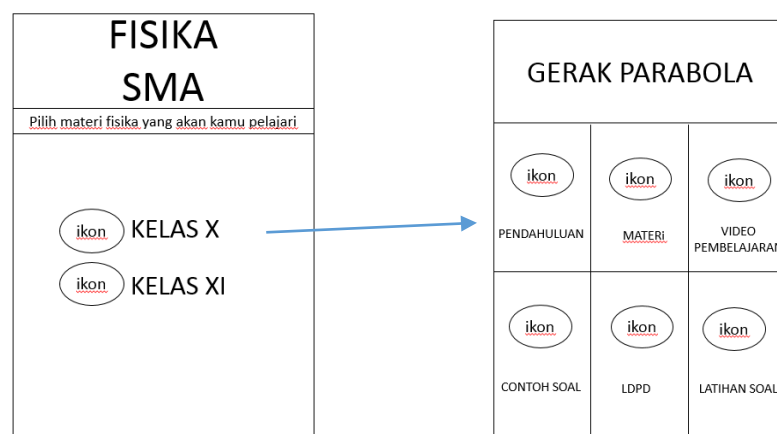 FISIKA
SMA
Pilih materi fisika yang akan kamu pelajari
ikon KELAS X
ikon KELAS XI
GERAK PARABOLA
ikon ikon ikon
PENDAHULUAN MATERi VIDEO
PEMBELAJARAN
ikon ikon ikon
CONTOH SOAL LDPD LATIHAN SOAL